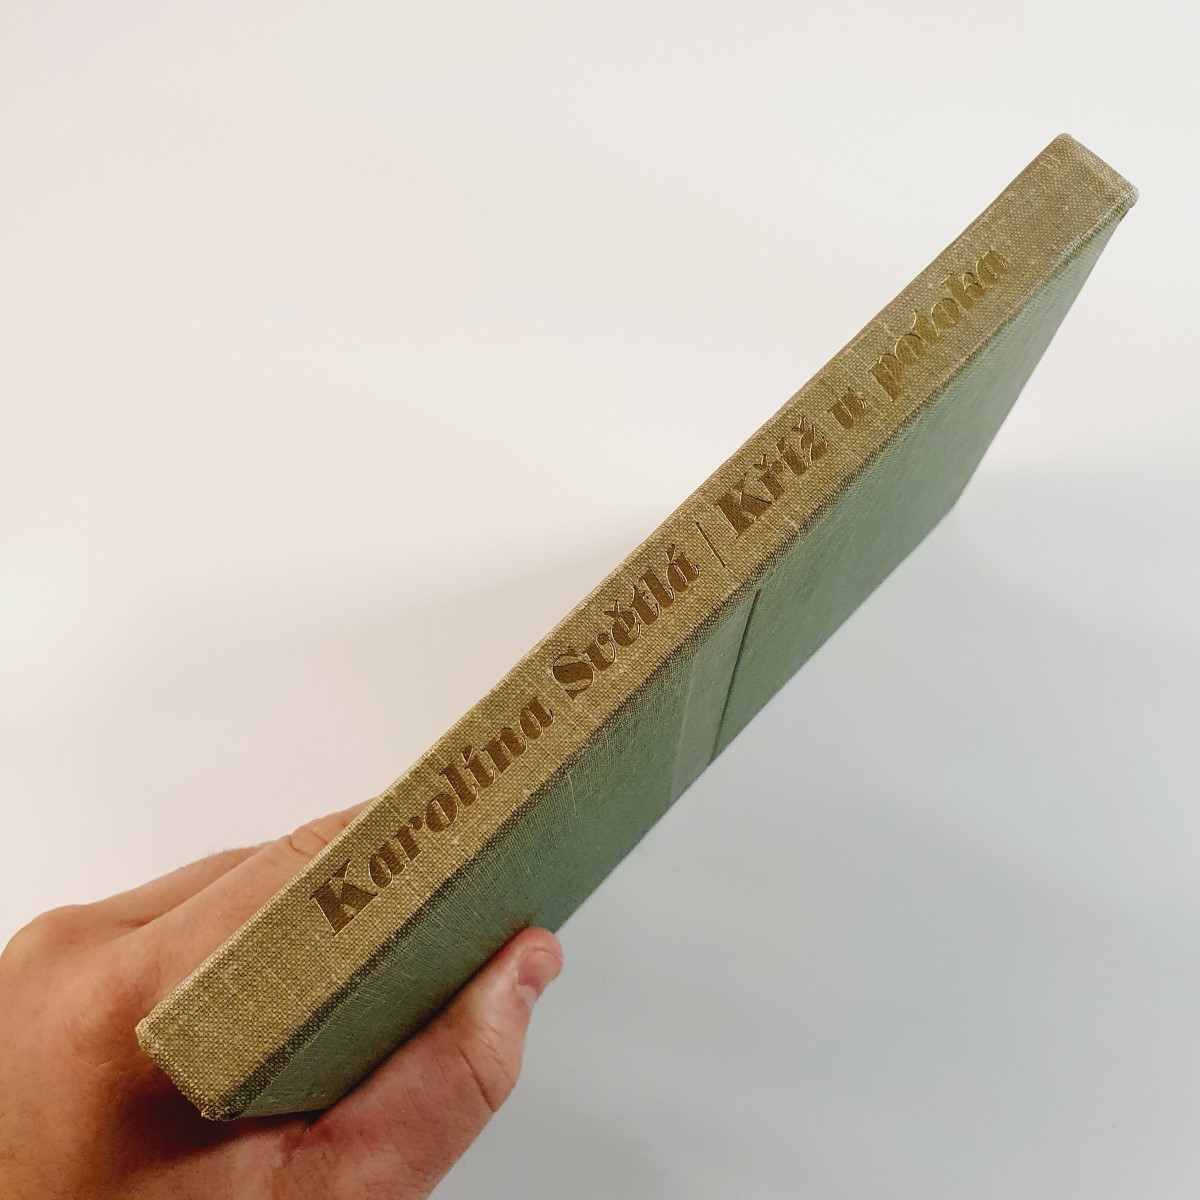 Karolina Světlá | Kříž u potoka